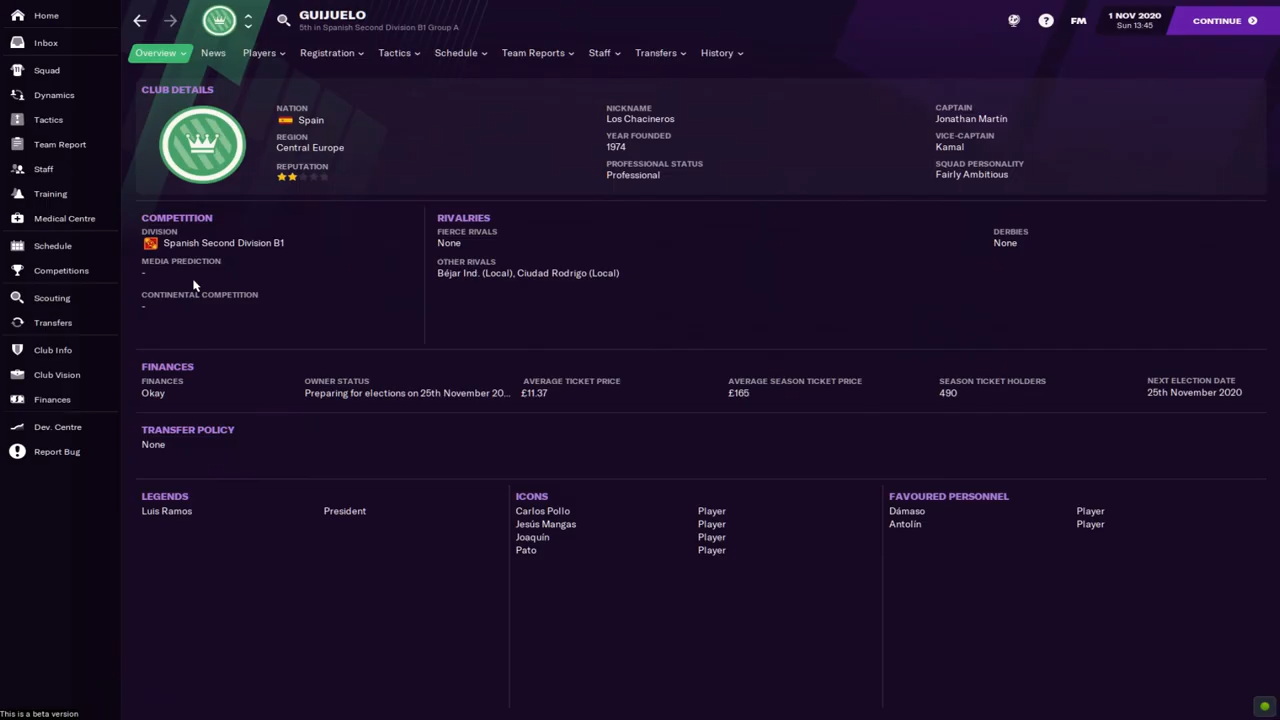 Home
Inbox
Squad
Dynamics
Tactics
Team Report
Staff
Training
Medical Centre
Schedule
Competitions
Scouting
Transfers
Club Info
Club Vision
Finances
Dev. Centre
Report Bug
This is a beta version
GUIJUELO
5th in Spanish Second Division B1 Group A
FM
1 NOV 2020
Sun 13:45
CONTINUE
Overview
News
Players
Registration
Tactics
Schedule
Team Reports
Staff
Transfers
History
CLUB DETAILS
NATION
Spain
REGION
Central Europe
REPUTATION
NICKNAME
Los Chacineros
YEAR FOUNDED
1974
PROFESSIONAL STATUS
Professional
CAPTAIN
Jonathan Martín
VICE-CAPTAIN
Kamal
SQUAD PERSONALITY
Fairly Ambitious
COMPETITION
DIVISION
Spanish Second Division B1
MEDIA PREDICTION
-
CONTINENTAL COMPETITION
-
RIVALRIES
FIERCE RIVALS
None
OTHER RIVALS
Béjar Ind. (Local), Ciudad Rodrigo (Local)
DERBIES
None
FINANCES
FINANCES
Okay
OWNER STATUS
Preparing for elections on 25th November 20...
AVERAGE TICKET PRICE
£11.37
AVERAGE SEASON TICKET PRICE
£165
SEASON TICKET HOLDERS
490
NEXT ELECTION DATE
25th November 2020
TRANSFER POLICY
None
LEGENDS
Luis Ramos President
ICONS
Carlos Pollo Player
Jesús Mangas Player
Joaquín Player
Pato Player
FAVOURED PERSONNEL
Dámaso Player
Antolín Player